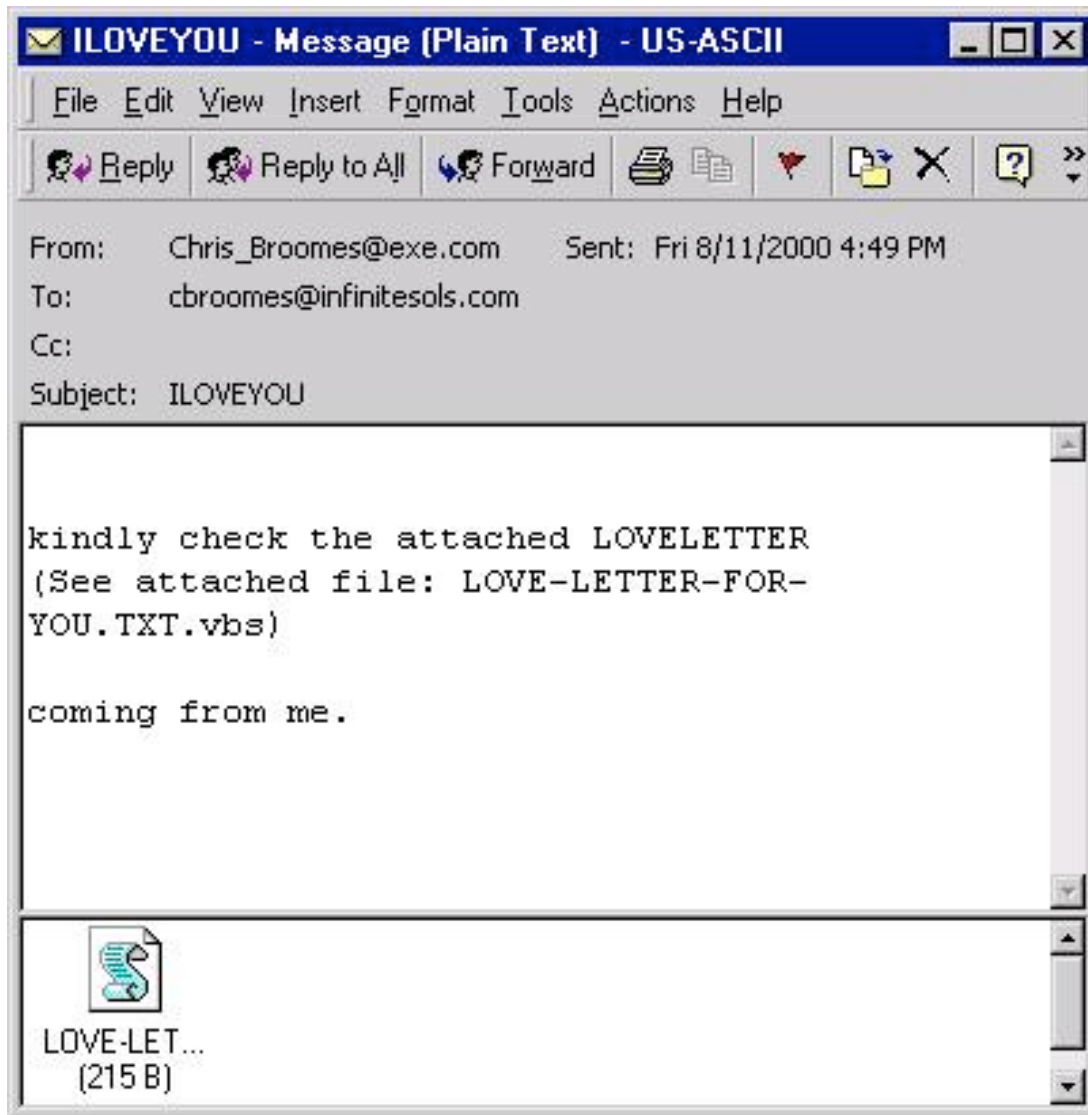 ILOVEYOU - Message (Plain Text) - US-ASCII
File Edit View Insert Format Tools Actions Help
Reply Reply to All Forward
From: Chris_Broomes@exe.com Sent: Fri 8/11/2000 4:49 PM
To: cbroomes@infinitesols.com
Cc:
Subject: ILOVEYOU
kindly check the attached LOVELETTER
(See attached file: LOVE-LETTER-FOR-
YOU.TXT.vbs)
coming from me.
LOVE-LET...
(215 B)